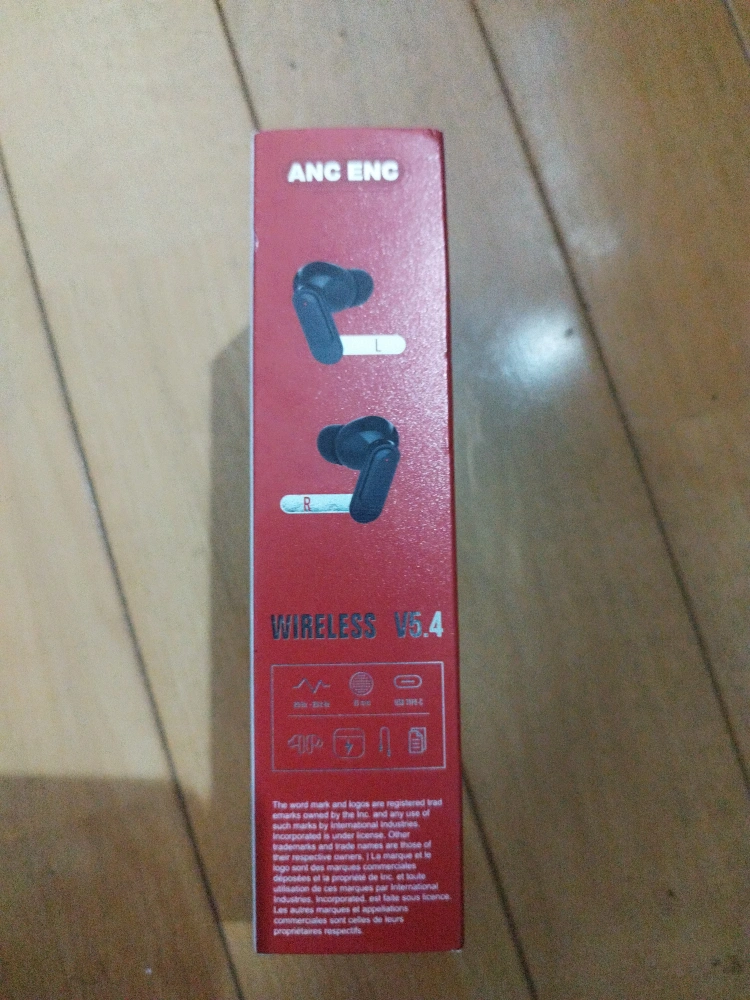 ANC ENC
L
R
WIRELESS V5.4
USB TYPE-C
The word mark and logos are registered trad
emarks owned by the Inc. and any use of
such marks by International Industries.
Incorporated is under license. Other
trademarks and trade names are those of
their respective owners. | La marque et le
logo sont des marques commerciales
déposées et la propriété de Inc. et toute
utilisation de ces marques par International
Industries. Incorporated. est faite sous licence.
Les autres marques et appellations
commerciales sont celles de leurs
propriétaires respectifs.